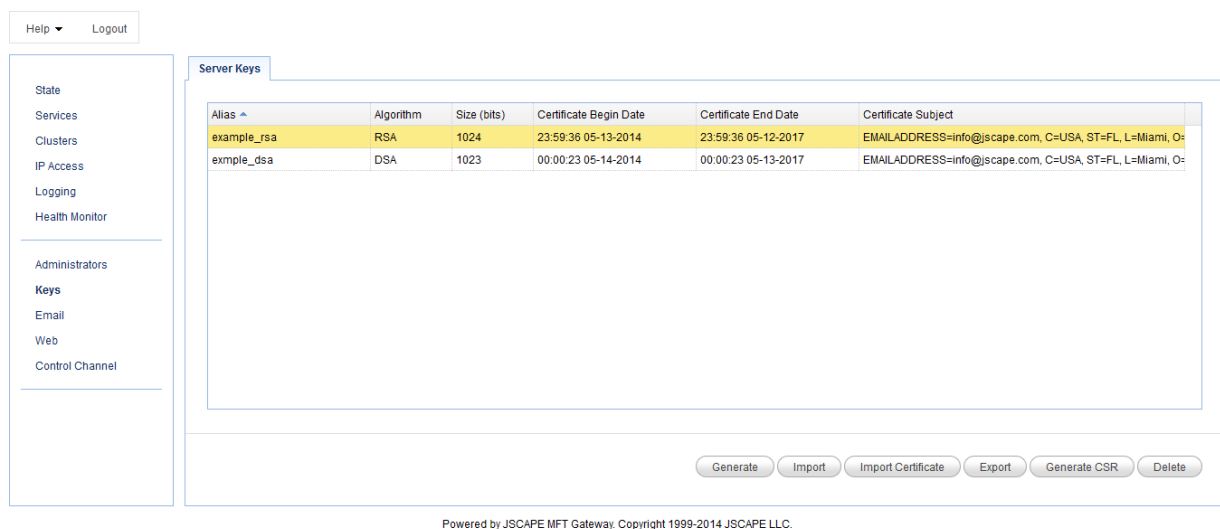 Help Logout
Server Keys
State
Services
Clusters
IP Access
Logging
Health Monitor
Administrators
Keys
Email
Web
Control Channel
Alias Algorithm Size (bits) Certificate Begin Date Certificate End Date Certificate Subject
example_rsa RSA 1024 23:59:36 05-13-2014 23:59:36 05-12-2017 EMAILADDRESS=info@jscape.com, C=USA, ST=FL, L=Miami, O=
exmple_dsa DSA 1023 00:00:23 05-14-2014 00:00:23 05-13-2017 EMAILADDRESS=info@jscape.com, C=USA, ST=FL, L=Miami, O=
Generate Import Import Certificate Export Generate CSR Delete
Powered by JSCAPE MFT Gateway. Copyright 1999-2014 JSCAPE LLC.